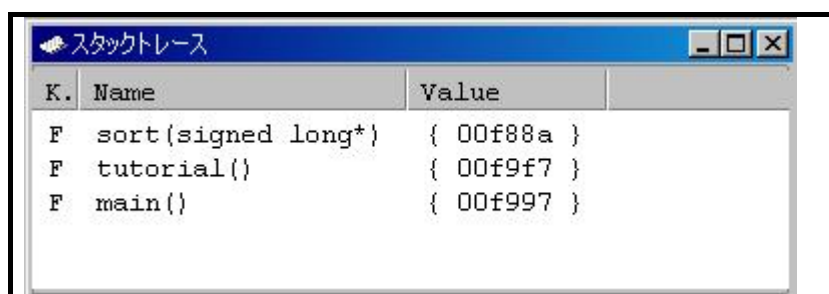 スタックトレース
K. Name Value
F sort(signed long*) { 00f88a }
F tutorial() { 00f9f7 }
F main() { 00f997 }